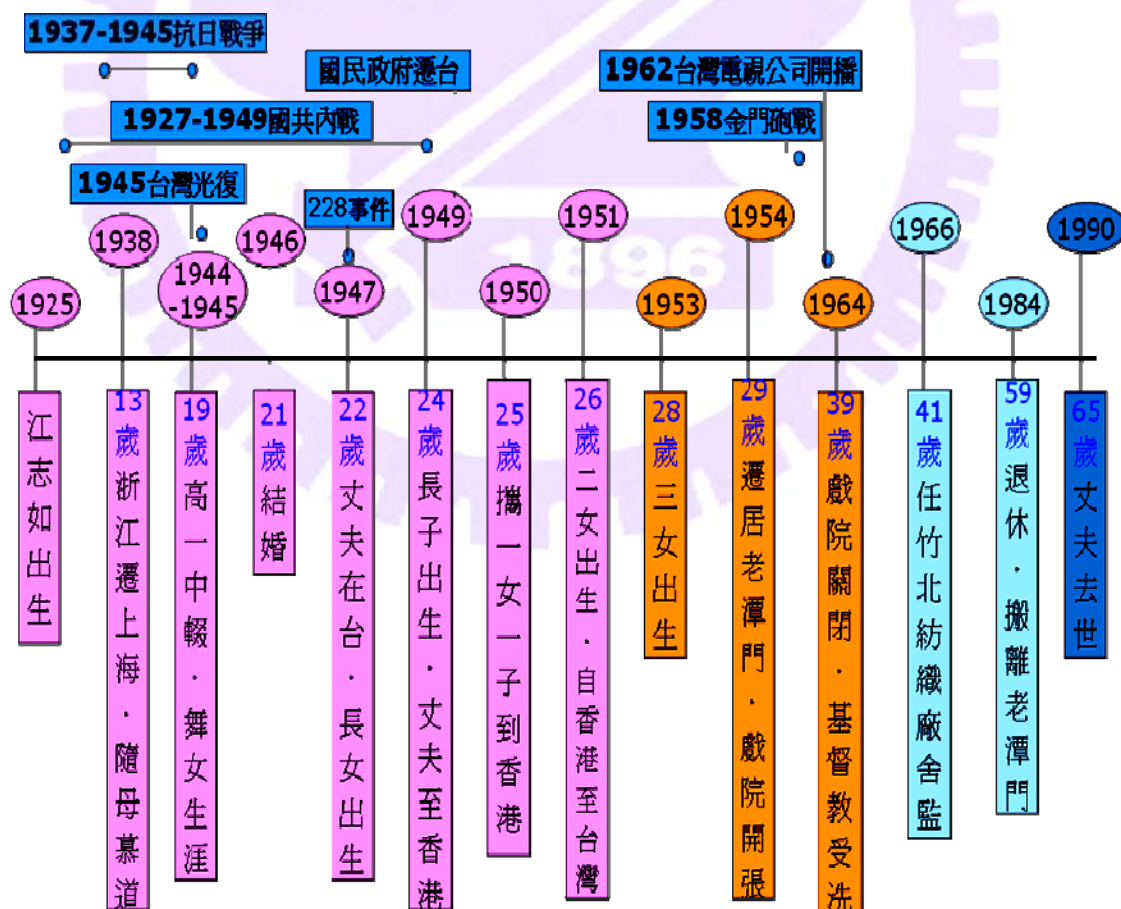 1937-1945抗日戰爭
國民政府遷台
1962台灣電視公司開播
1927-1949國共內戰
1958金門砲戰
1945台灣光復
228事件
1925
1938
1944
-1945
1946
1947
1949
1950
1951
1953
1954
1964
1966
1984
1990
1896
江志如出生
13歲浙江遷上海．隨母慕道
19歲高一中輟．舞女生涯
21歲結婚
22歲丈夫在台．長女出生
24歲長子出生．丈夫至香港
25歲攜一女一子到香港
26歲二女出生．自香港至台灣
28歲三女出生
29歲遷居老潭門．戲院開張
39歲戲院關閉．基督教受洗
41歲任竹北紡織廠舍監
59歲退休．搬離老潭門
65歲丈夫去世